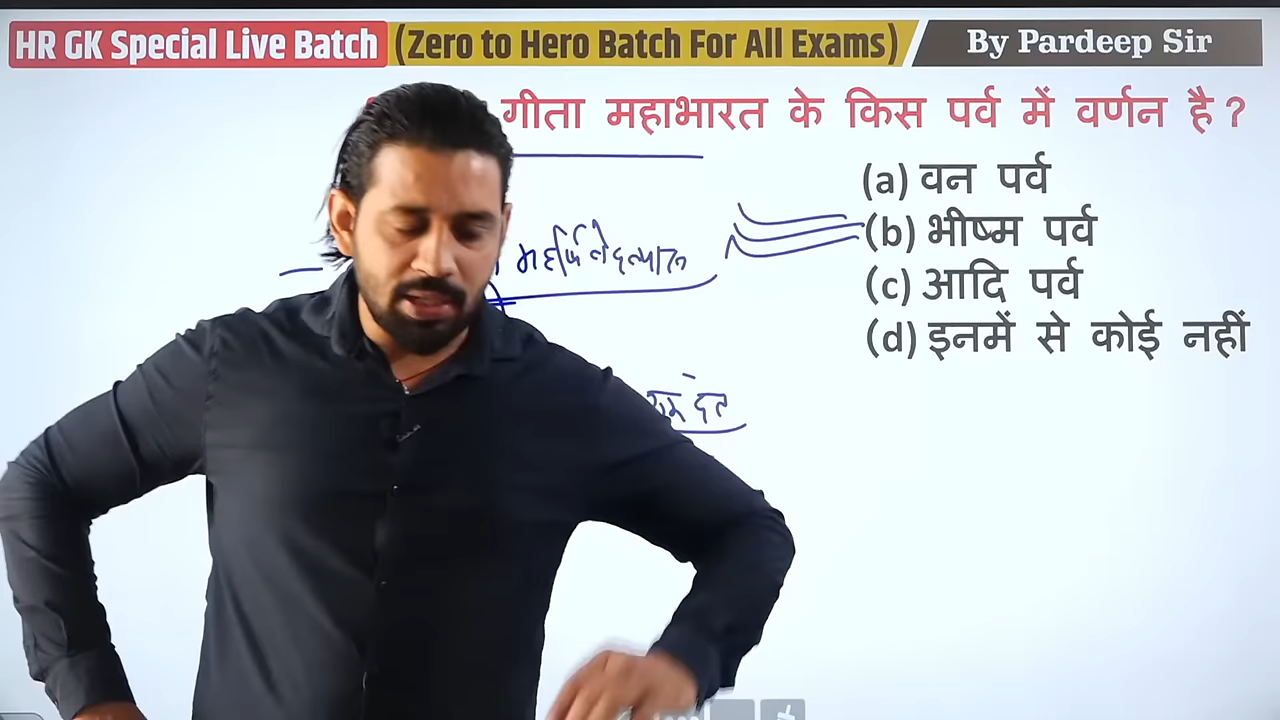 HR GK Special Live Batch (Zero to Hero Batch For All Exams) By Pardeep Sir
गीता महाभारत के किस पर्व में वर्णन है ?
(a) वन पर्व
(b) भीष्म पर्व
(c) आदि पर्व
(d) इनमें से कोई नहीं